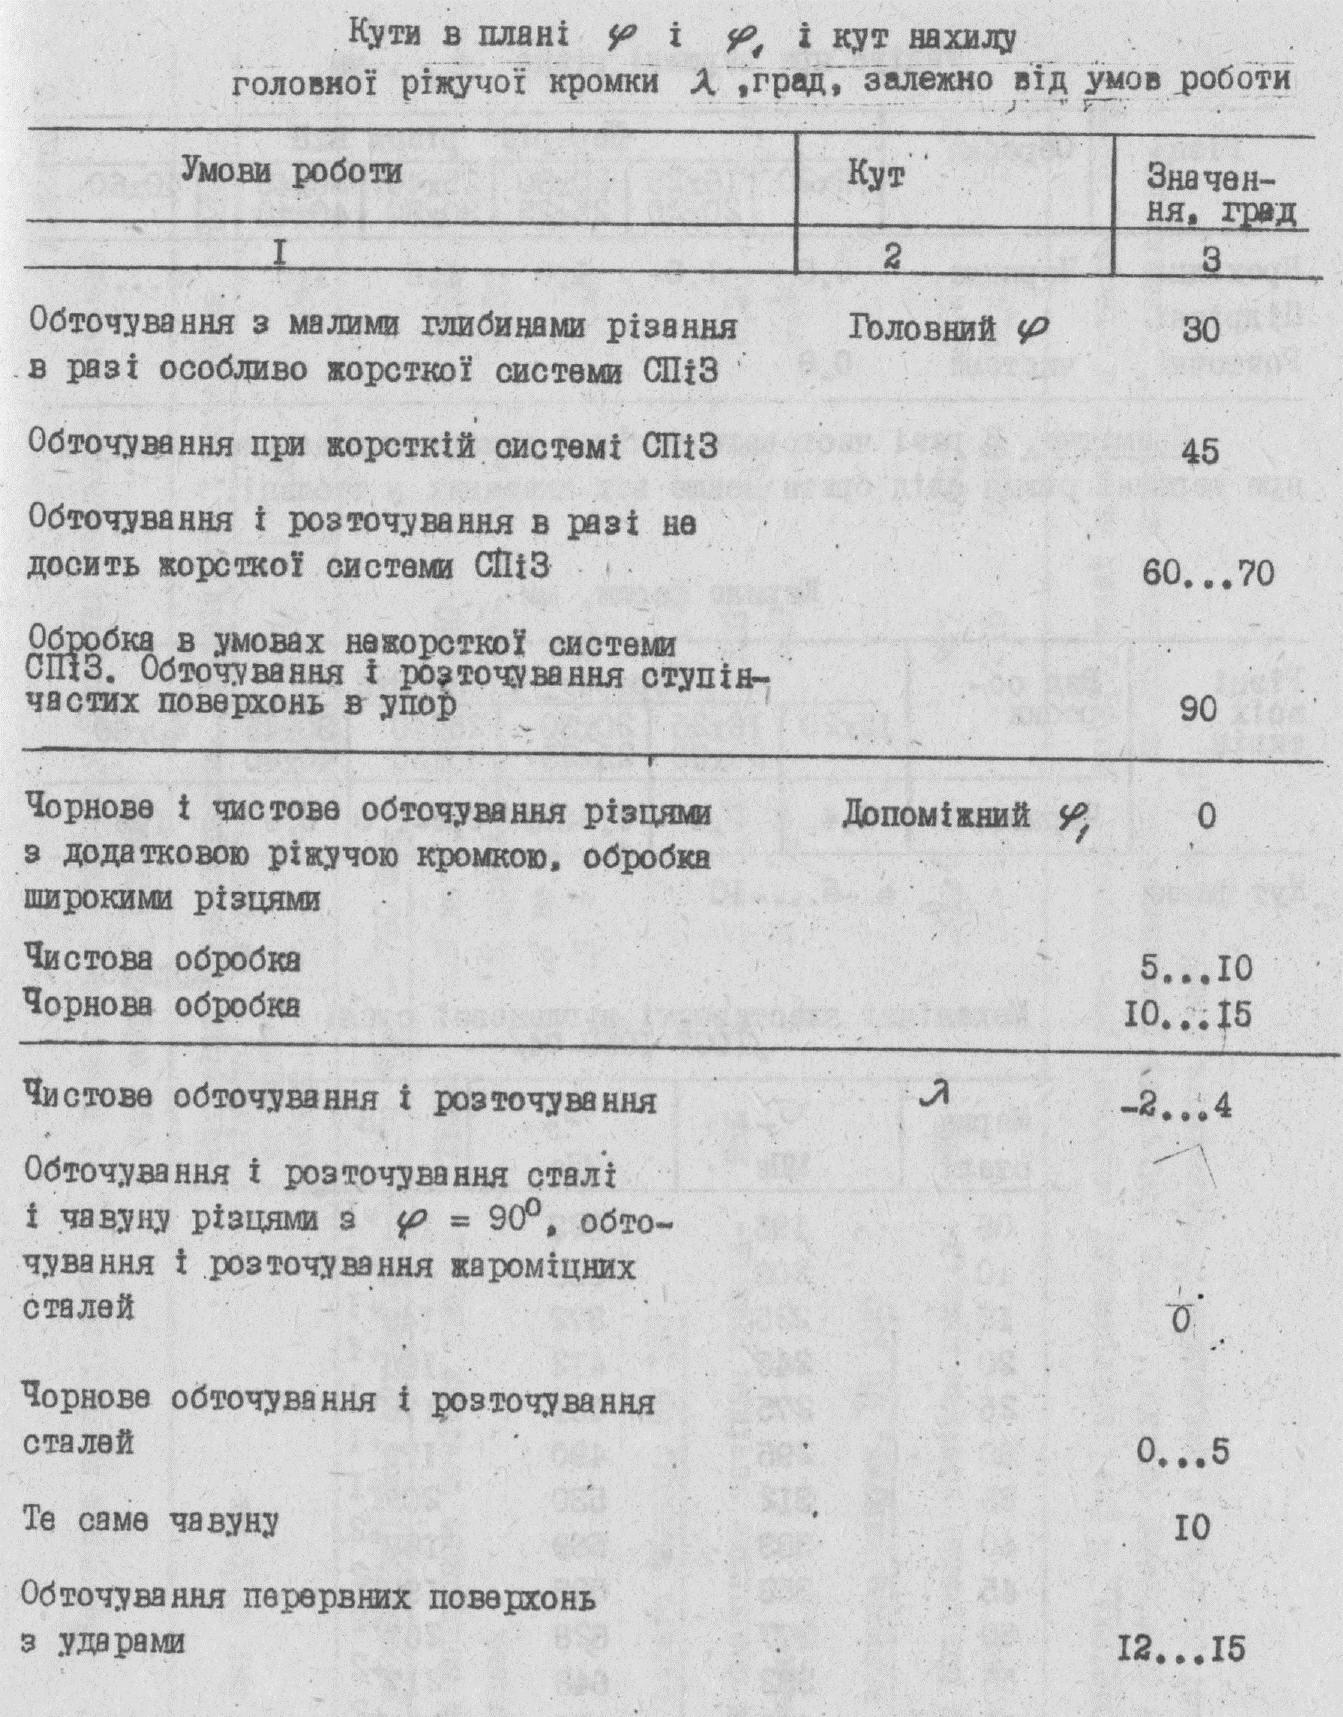 Кути в плані φ і φ₁ і кут нахилу
головної ріжучої кромки λ ,град, залежно від умов роботи
Умови роботи Кут Значен-
ня, град
I 2 3
Обточування з малими глибинами різання Головний φ 30
в разі особливо жорсткої системи СПіЗ
Обточування при жорсткій системі СПіЗ 45
Обточування і розточування в разі не
досить жорсткої системи СПіЗ 60...70
Обробка в умовах нежорсткої системи
СПіЗ. Обточування і розточування ступін-
частих поверхонь в упор 90
Чорнове і чистове обточування різцями Допоміжний φ₁ 0
з додатковою ріжучою кромкою, обробка
широкими різцями
Чистова обробка 5...I0
Чорнова обробка I0...I5
Чистове обточування і розточування λ -2...4
Обточування і розточування сталі
і чавуну різцями з φ = 90°, обто-
чування і розточування жароміцних
сталей 0
Чорнове обточування і розточування
сталей 0...5
Те саме чавуну I0
Обточування перервних поверхонь
з ударами I2...I5